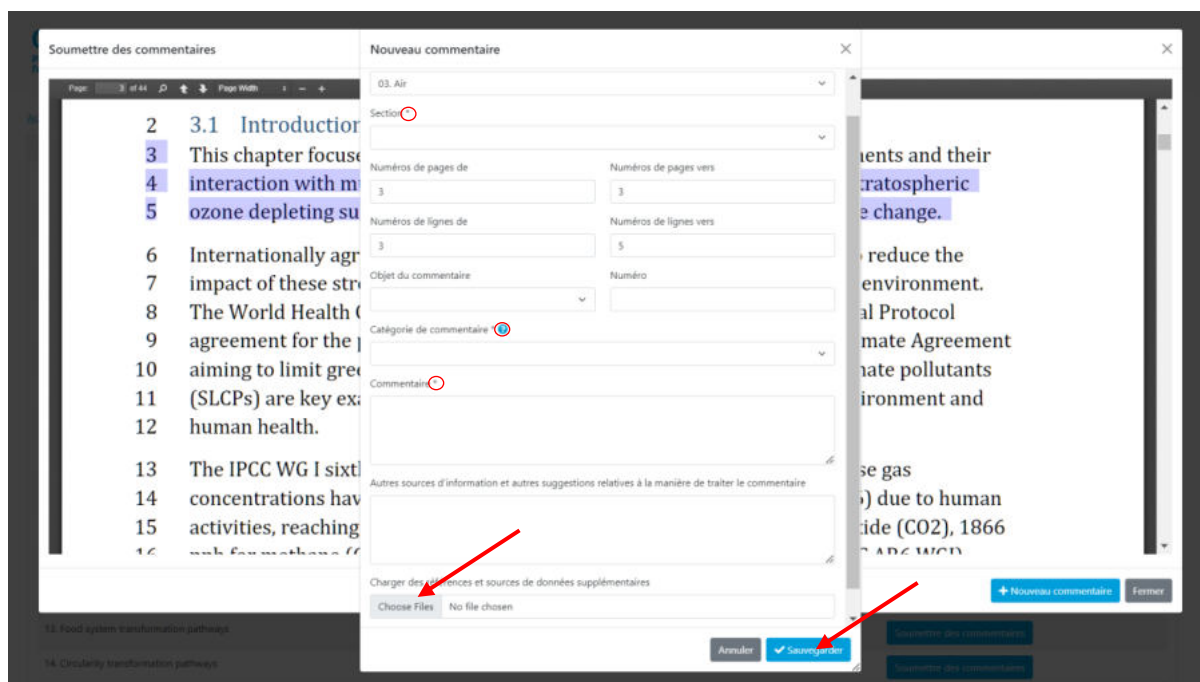 Soumettre des commentaires
Page: 3 of 44 Page Width
2 3.1 Introduction
3 This chapter focuse
4 interaction with m
5 ozone depleting su
6 Internationally agr
7 impact of these stre
8 The World Health
9 agreement for the
10 aiming to limit gree
11 (SLCPs) are key exa
12 human health.
13 The IPCC WG I sixtl
14 concentrations hav
15 activities, reaching
16
Nouveau commentaire
03. Air
Section *
Numéros de pages de Numéros de pages vers
3 3
Numéros de lignes de Numéros de lignes vers
3 5
Objet du commentaire Numéro
Catégorie de commentaire *
Commentaire *
Autres sources d'information et autres suggestions relatives à la manière de traiter le commentaire
Charger des références et sources de données supplémentaires
Choose Files No file chosen
Annuler Sauvegarder
ents and their
tratospheric
e change.
reduce the
environment.
al Protocol
mate Agreement
nate pollutants
ironment and
se gas
) due to human
ide (CO2), 1866
+ Nouveau commentaire Fermer
13. Food system transformation pathways Soumettre des commentaires
14. Circularity transformation pathways Soumettre des commentaires